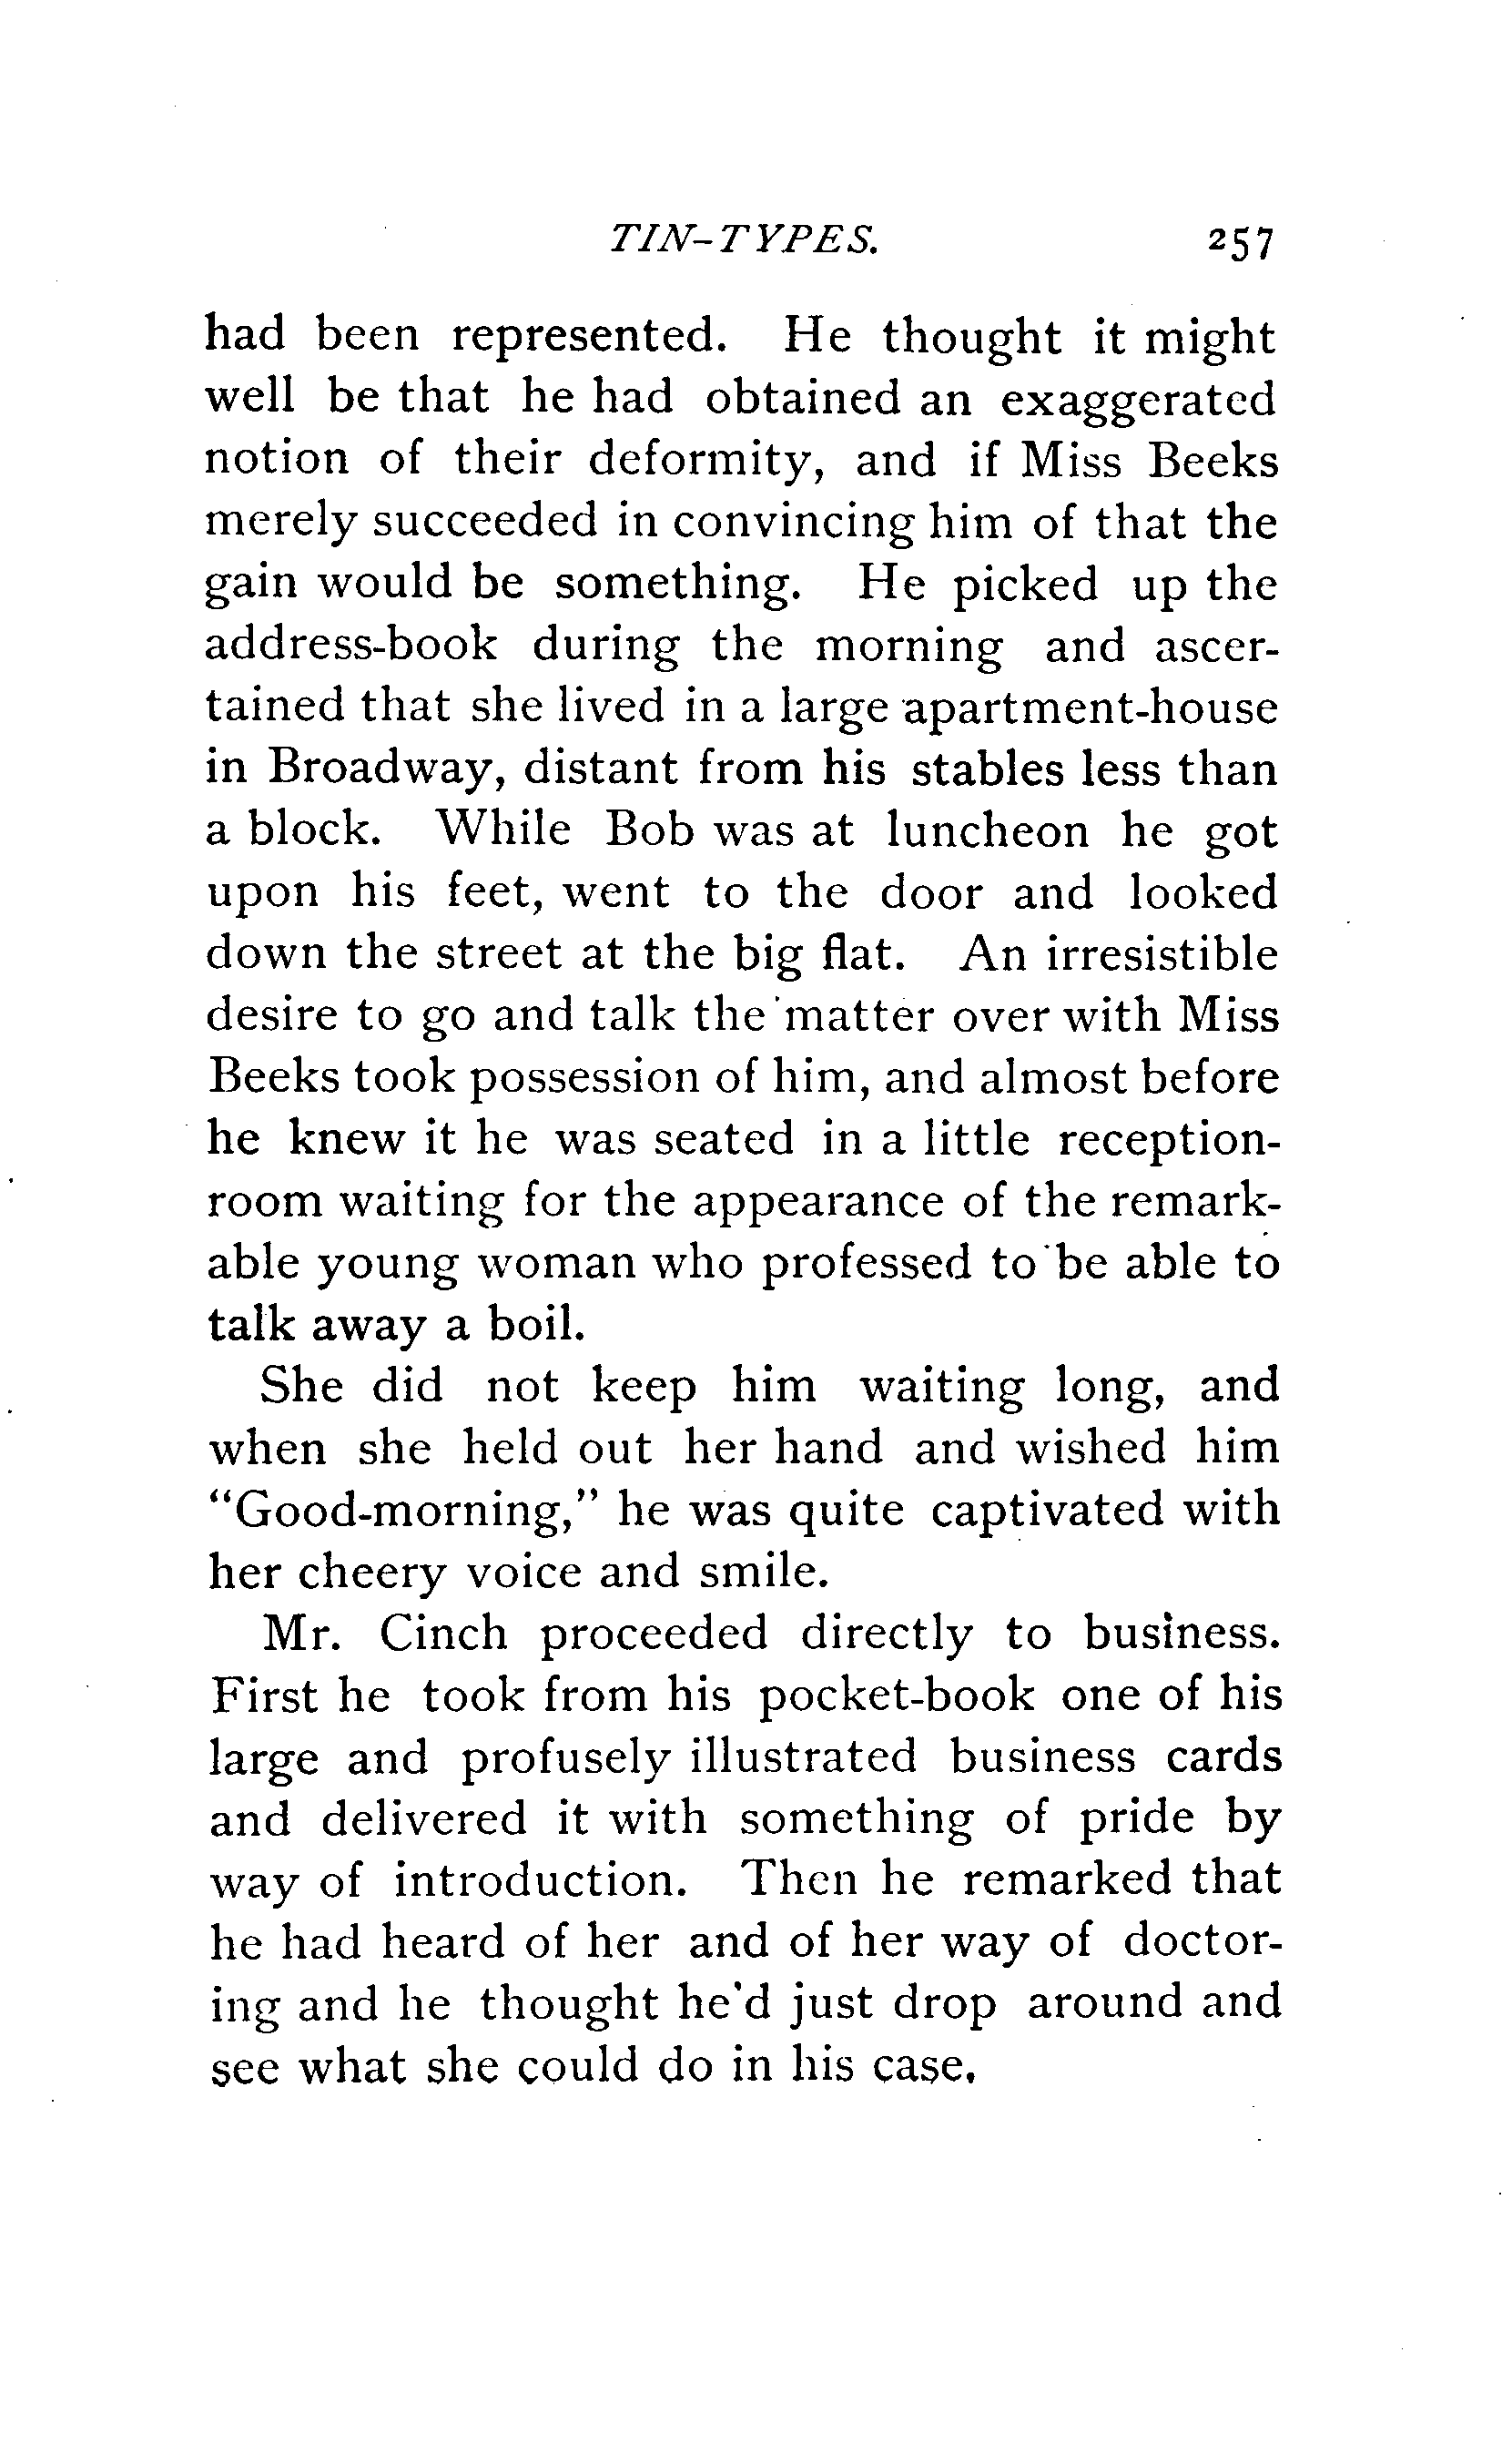 TIN-TYPES. 257
had been represented. He thought it might
well be that he had obtained an exaggerated
notion of their deformity, and if Miss Beeks
merely succeeded in convincing him of that the
gain would be something. He picked up the
address-book during the morning and ascer-
tained that she lived in a large apartment-house
in Broadway, distant from his stables less than
a block. While Bob was at luncheon he got
upon his feet, went to the door and looked
down the street at the big flat. An irresistible
desire to go and talk the matter over with Miss
Beeks took possession of him, and almost before
he knew it he was seated in a little reception-
room waiting for the appearance of the remark-
able young woman who professed to be able to
talk away a boil.
She did not keep him waiting long, and
when she held out her hand and wished him
“Good-morning,” he was quite captivated with
her cheery voice and smile.
Mr. Cinch proceeded directly to business.
First he took from his pocket-book one of his
large and profusely illustrated business cards
and delivered it with something of pride by
way of introduction. Then he remarked that
he had heard of her and of her way of doctor-
ing and he thought he'd just drop around and
see what she could do in his case.